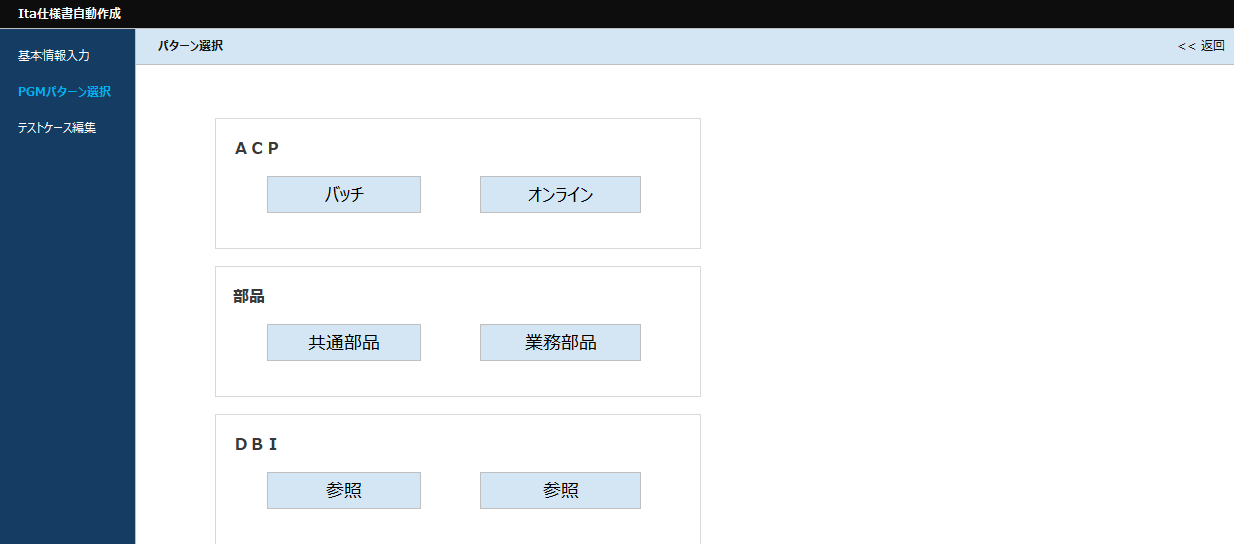 Ita仕様書自動作成
基本情報入力
PGMパターン選択
テストケース編集
パターン選択
<< 返回
ＡＣＰ
バッチ
オンライン
部品
共通部品
業務部品
ＤＢＩ
参照
参照